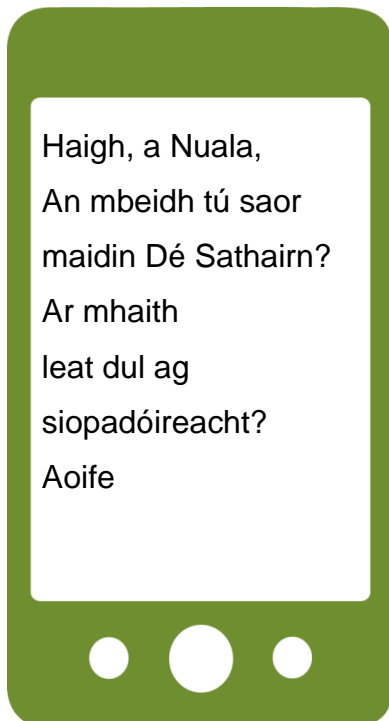 Haigh, a Nuala,
An mbeidh tú saor
maidin Dé Sathairn?
Ar mhaith
leat dul ag
siopadóireacht?
Aoife